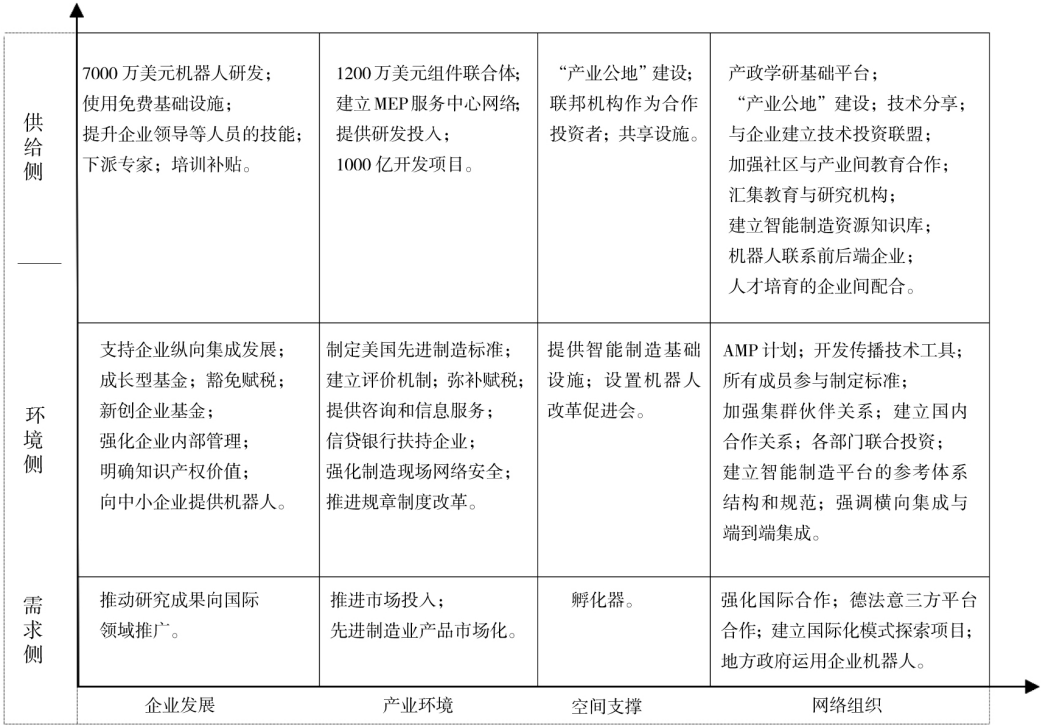 供给侧
7000 万美元机器人研发；
使用免费基础设施；
提升企业领导等人员的技能；
下派专家；培训补贴。
1200万美元组件联合体；
建立 MEP 服务中心网络；
提供研发投入；
1000 亿开发项目。
“产业公地”建设；
联邦机构作为合作
投资者；共享设施。
产政学研基础平台；
“产业公地”建设；技术分享；
与企业建立技术投资联盟；
加强社区与产业间教育合作；
汇集教育与研究机构；
建立智能制造资源知识库；
机器人联系前后端企业；
人才培育的企业间配合。
环境侧
支持企业纵向集成发展；
成长型基金；豁免赋税；
新创企业基金；
强化企业内部管理；
明确知识产权价值；
向中小企业提供机器人。
制定美国先进制造标准；
建立评价机制；弥补赋税；
提供咨询和信息服务；
信贷银行扶持企业；
强化制造现场网络安全；
推进规章制度改革。
提供智能制造基础
设施；设置机器人
改革促进会。
AMP 计划；开发传播技术工具；
所有成员参与制定标准；
加强集群伙伴关系；建立国内
合作关系；各部门联合投资；
建立智能制造平台的参考体系
结构和规范；强调横向集成与
端到端集成。
需求侧
推动研究成果向国际
领域推广。
推进市场投入；
先进制造业产品市场化。
孵化器。
强化国际合作；德法意三方平台
合作；建立国际化模式探索项目；
地方政府运用企业机器人。
企业发展
产业环境
空间支撑
网络组织